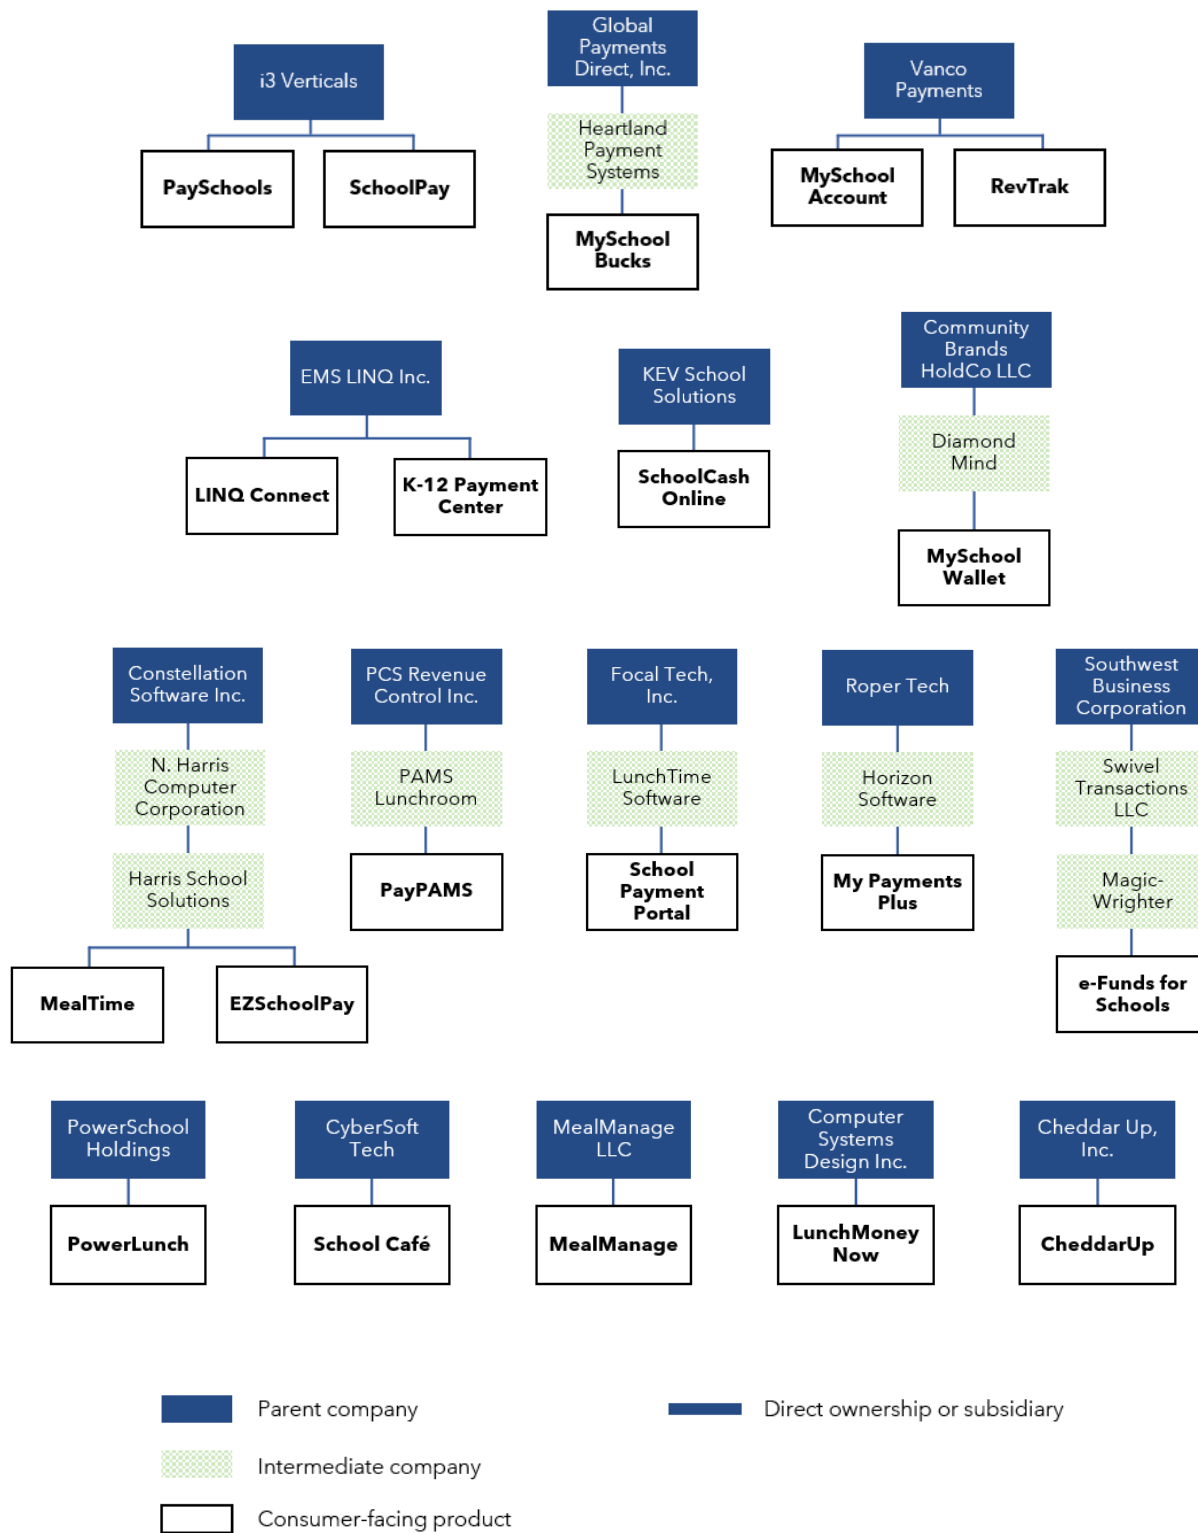 i3 Verticals
PaySchools
SchoolPay
Global
Payments
Direct, Inc.
Heartland
Payment
Systems
MySchool
Bucks
Vanco
Payments
MySchool
Account
RevTrak
EMS LINQ Inc.
LINQ Connect
K-12 Payment
Center
KEV School
Solutions
SchoolCash
Online
Community
Brands
HoldCo LLC
Diamond
Mind
MySchool
Wallet
Constellation
Software Inc.
N. Harris
Computer
Corporation
Harris School
Solutions
MealTime
EZSchoolPay
PCS Revenue
Control Inc.
PAMS
Lunchroom
PayPAMS
Focal Tech,
Inc.
LunchTime
Software
School
Payment
Portal
Roper Tech
Horizon
Software
My Payments
Plus
Southwest
Business
Corporation
Swivel
Transactions
LLC
Magic-
Wrighter
e-Funds for
Schools
PowerSchool
Holdings
PowerLunch
CyberSoft
Tech
School Café
MealManage
LLC
MealManage
Computer
Systems
Design Inc.
LunchMoney
Now
Cheddar Up,
Inc.
CheddarUp
Parent company
Direct ownership or subsidiary
Intermediate company
Consumer-facing product